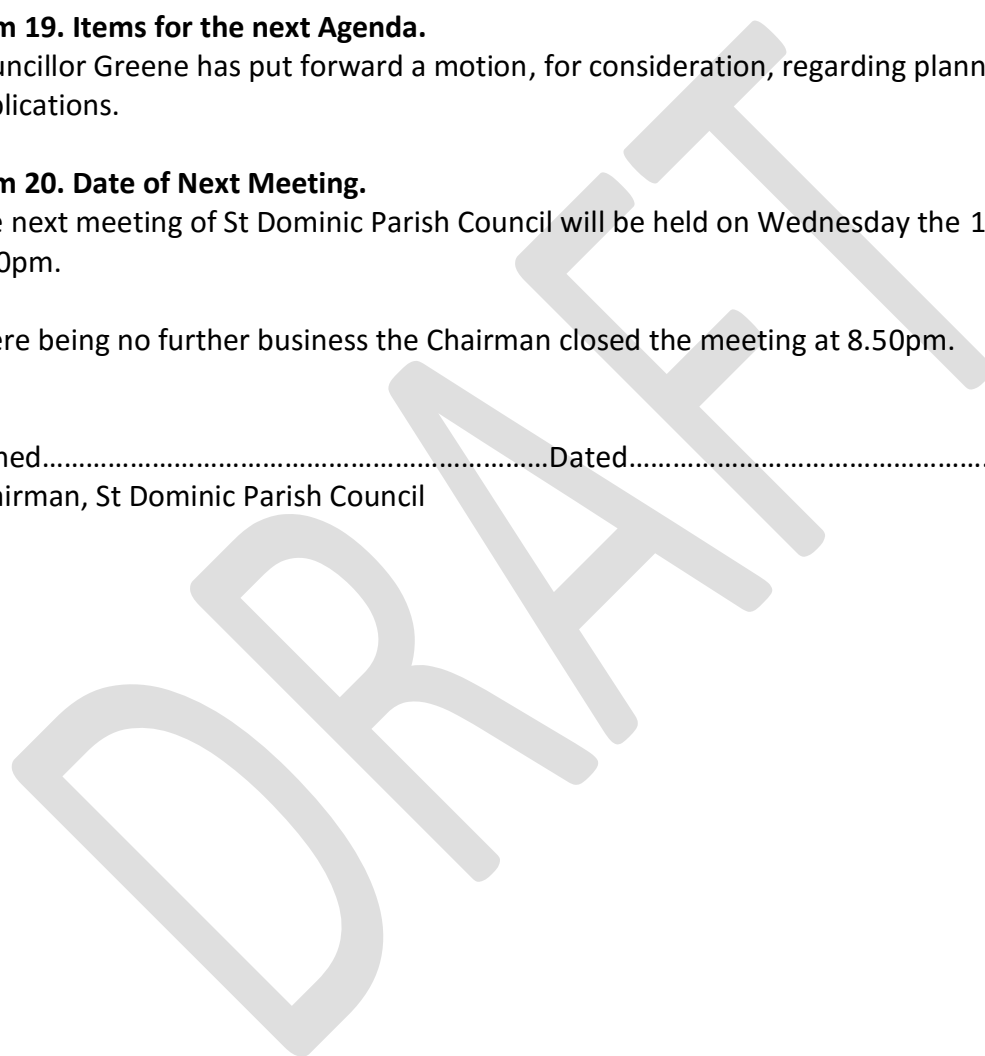 m 19. Items for the next Agenda.
uncillor Greene has put forward a motion, for consideration, regarding plann
plications.
m 20. Date of Next Meeting.
e next meeting of St Dominic Parish Council will be held on Wednesday the 1
0pm.
ere being no further business the Chairman closed the meeting at 8.50pm.
ned……………………………………………………………Dated…………………………………………
airman, St Dominic Parish Council
DRAFT